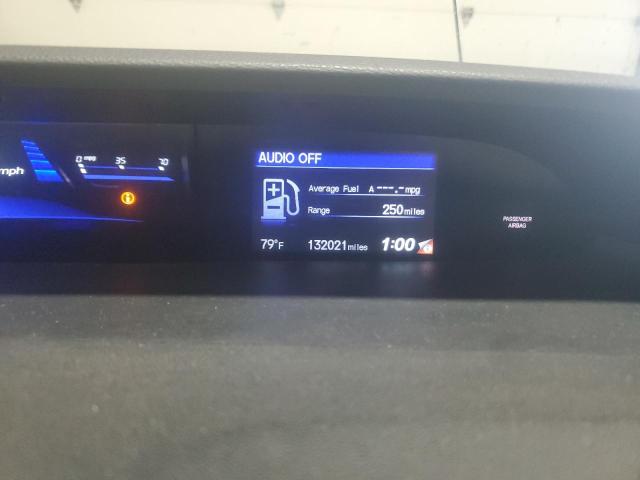 AUDIO OFF
0 mpg 35 70
mph
Average Fuel A ---.- mpg
Range 250 miles
PASSENGER
AIRBAG
79°F 132021 miles 1:00